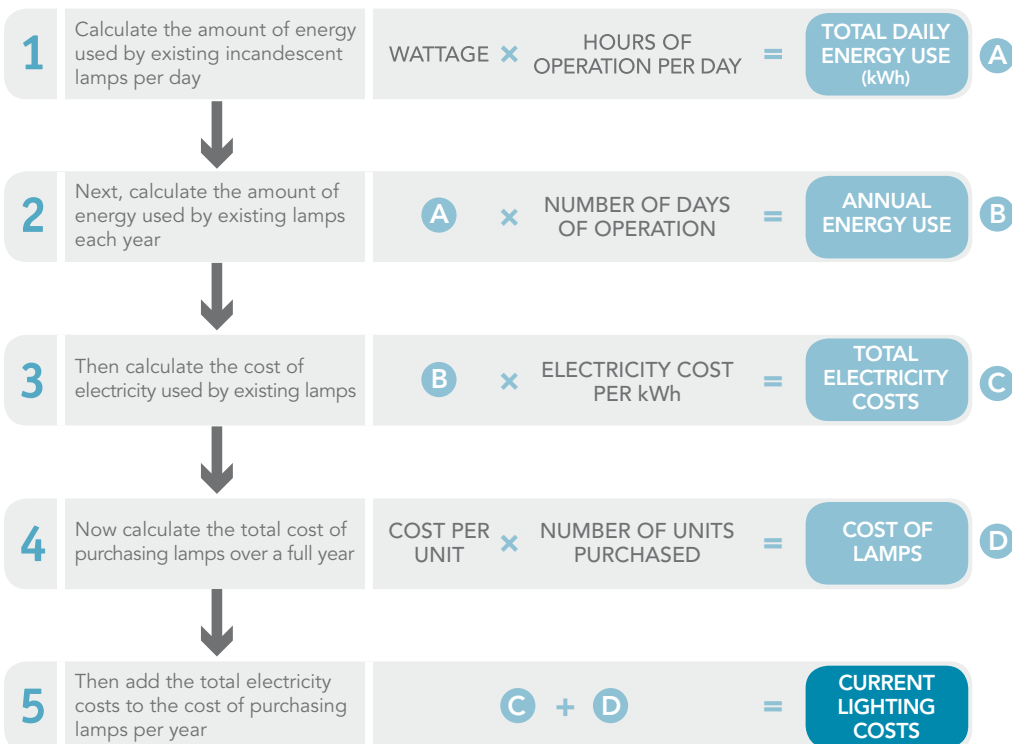 1
Calculate the amount of energy
used by existing incandescent
lamps per day
WATTAGE × HOURS OF
OPERATION PER DAY
=
TOTAL DAILY
ENERGY USE
(kWh)
A
2
Next, calculate the amount of
energy used by existing lamps
each year
A × NUMBER OF DAYS
OF OPERATION
=
ANNUAL
ENERGY USE
B
3
Then calculate the cost of
electricity used by existing lamps
B × ELECTRICITY COST
PER kWh
=
TOTAL
ELECTRICITY
COSTS
C
4
Now calculate the total cost of
purchasing lamps over a full year
COST PER
UNIT
×
NUMBER OF UNITS
PURCHASED
=
COST OF
LAMPS
D
5
Then add the total electricity
costs to the cost of purchasing
lamps per year
C + D
=
CURRENT
LIGHTING
COSTS